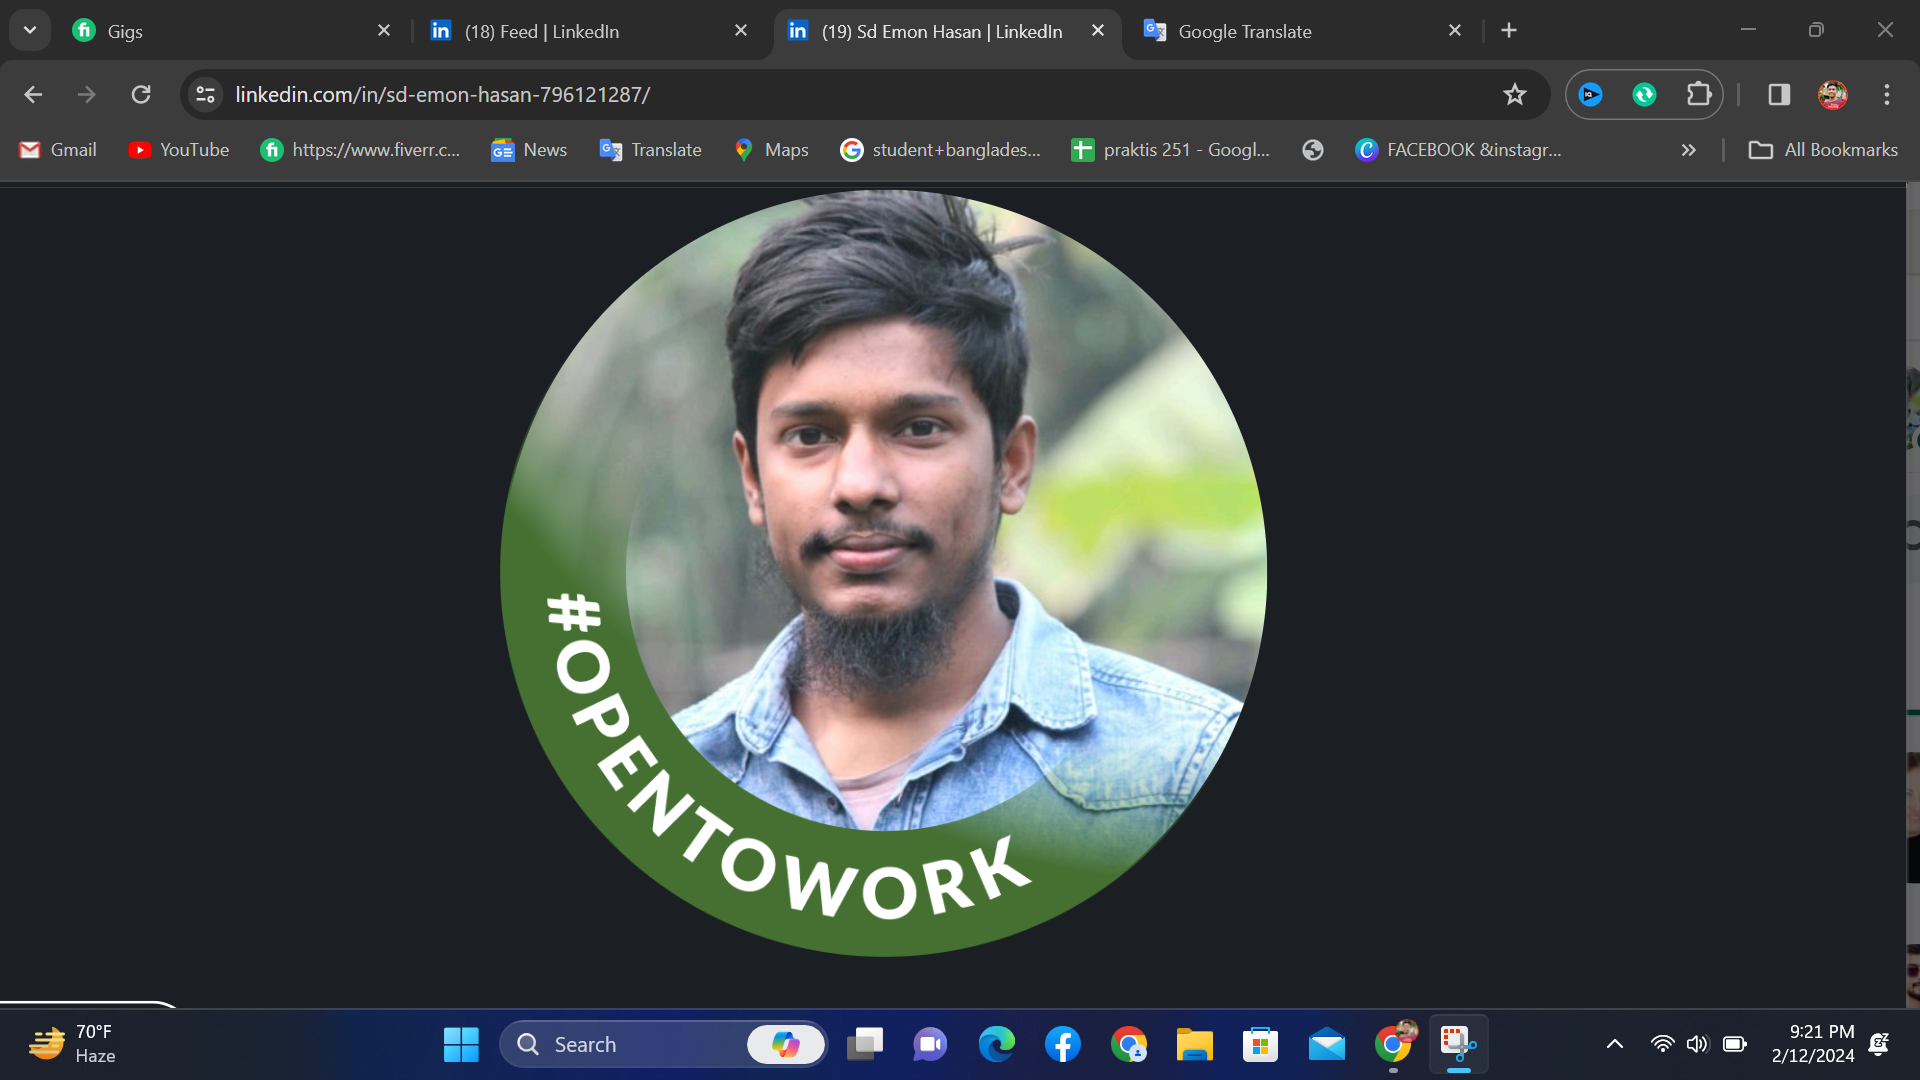 Gigs
(18) Feed | LinkedIn
(19) Sd Emon Hasan | LinkedIn
Google Translate
linkedin.com/in/sd-emon-hasan-796121287/
Gmail
YouTube
https://www.fiverr.c...
News
Translate
Maps
student+banglades...
praktis 251 - Googl...
FACEBOOK &instagr...
All Bookmarks
#OPENTOWORK
70°F
Haze
Search
9:21 PM
2/12/2024